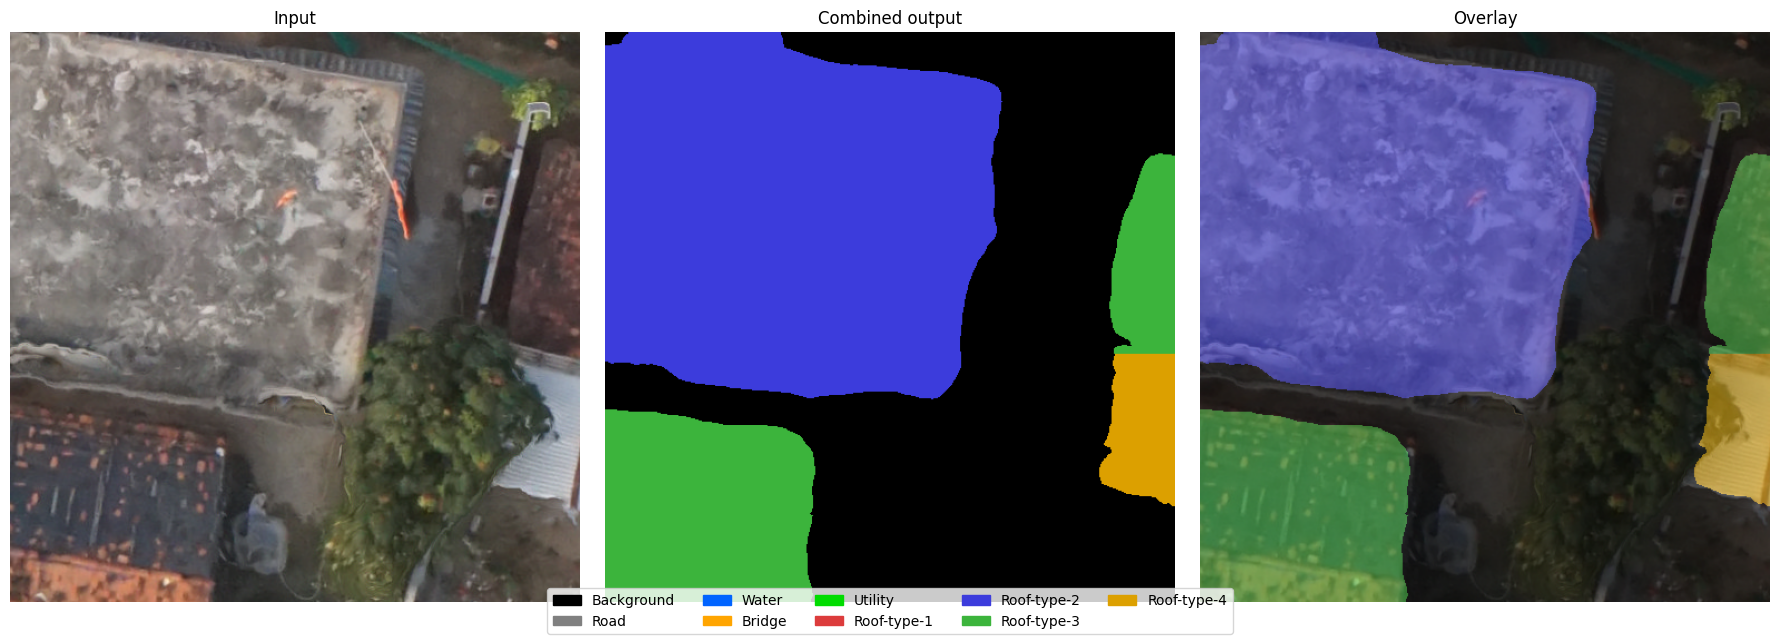 Input
Combined output
Overlay
Background
Water
Utility
Roof-type-2
Roof-type-4
Road
Bridge
Roof-type-1
Roof-type-3